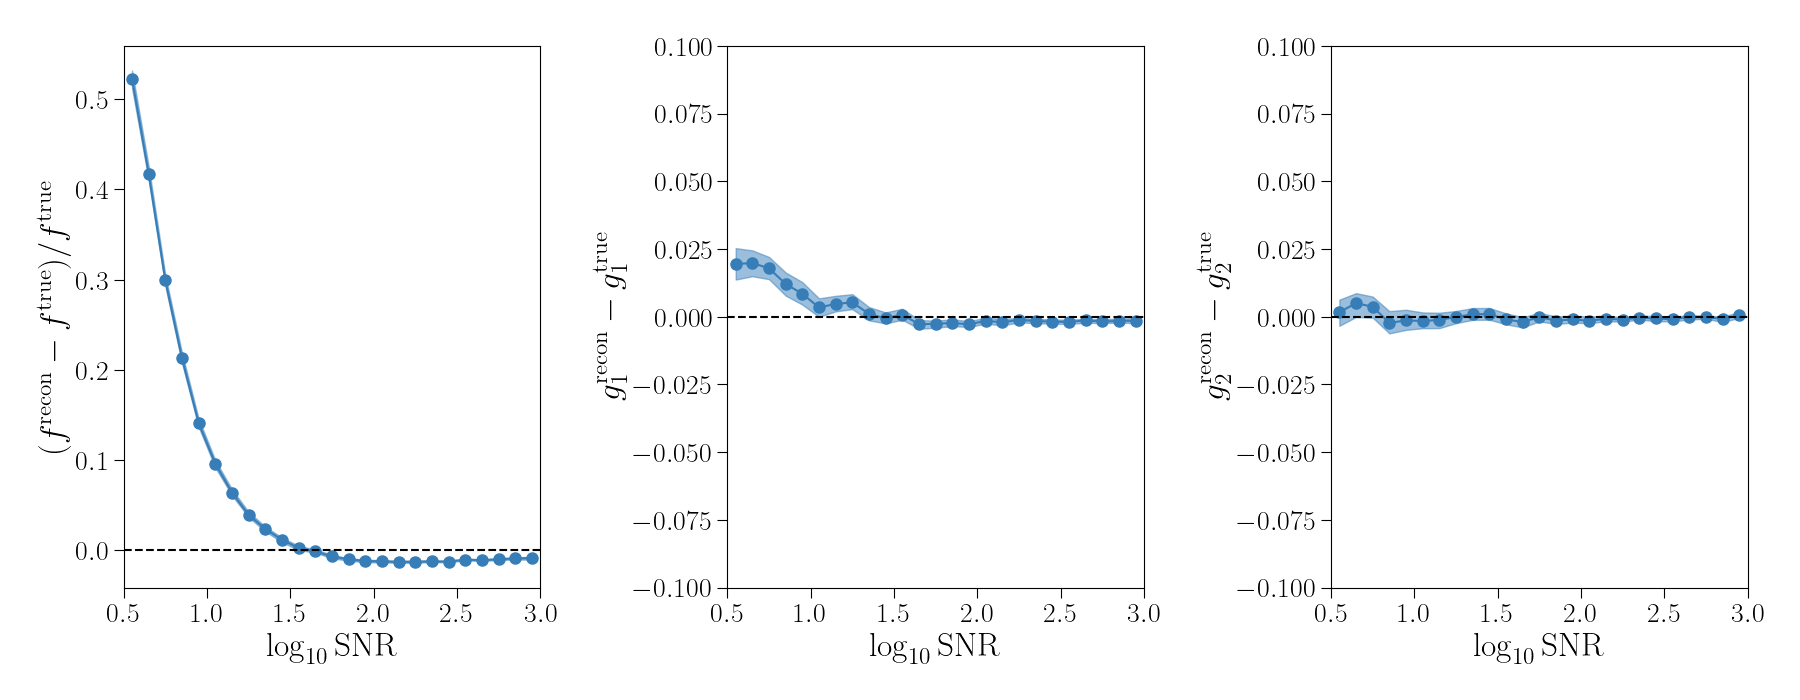 (f^recon − f^true)/f^true
0.5
0.4
0.3
0.2
0.1
0.0
0.5 1.0 1.5 2.0 2.5 3.0
log₁₀ SNR
g₁^recon − g₁^true
0.100
0.075
0.050
0.025
0.000
−0.025
−0.050
−0.075
−0.100
0.5 1.0 1.5 2.0 2.5 3.0
log₁₀ SNR
g₂^recon − g₂^true
0.100
0.075
0.050
0.025
0.000
−0.025
−0.050
−0.075
−0.100
0.5 1.0 1.5 2.0 2.5 3.0
log₁₀ SNR